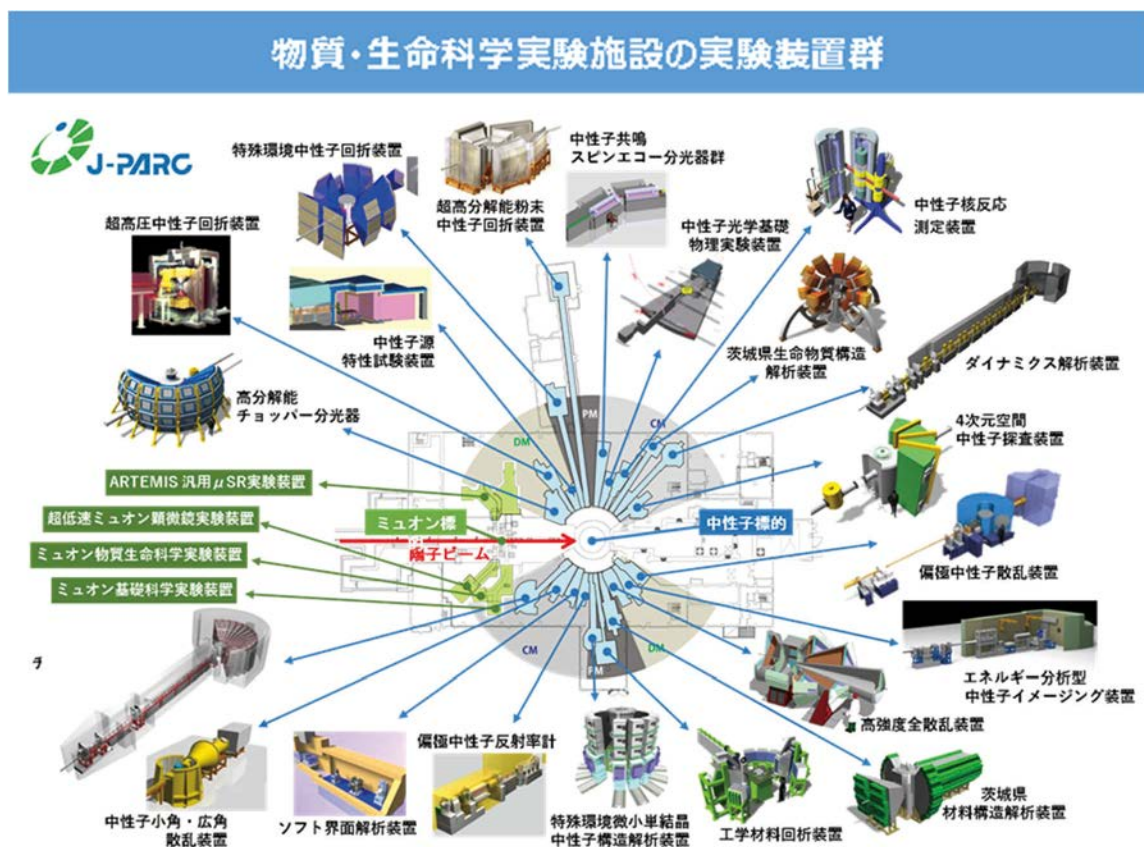 物質・生命科学実験施設の実験装置群
J-PARC
特殊環境中性子回折装置
超高分解能粉末
中性子回折装置
中性子共鳴
スピンエコー分光器群
中性子核反応
測定装置
超高圧中性子回折装置
中性子光学基礎
物理実験装置
中性子源
特性試験装置
茨城県生命物質構造
解析装置
ダイナミクス解析装置
高分解能
チョッパー分光器
4次元空間
中性子探査装置
PM
DM
CM
ARTEMIS 汎用μSR実験装置
超低速ミュオン顕微鏡実験装置
ミュオン物質生命科学実験装置
ミュオン基礎科学実験装置
ミュオン標
陽子ビーム
中性子標的
偏極中性子散乱装置
CM
DM
PM
チ
エネルギー分析型
中性子イメージング装置
高強度全散乱装置
偏極中性子反射率計
中性子小角・広角
散乱装置
ソフト界面解析装置
特殊環境微小単結晶
中性子構造解析装置
工学材料回析装置
茨城県
材料構造解析装置